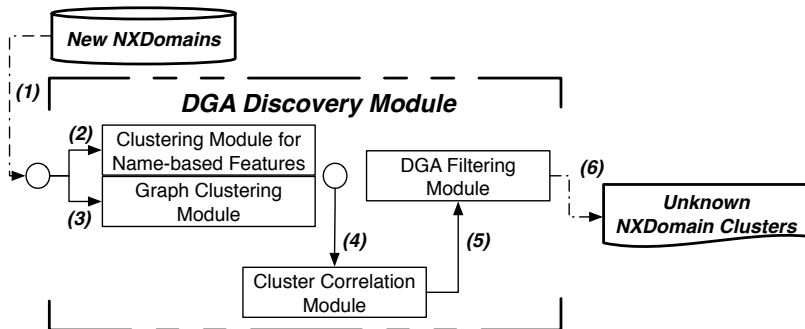 New NXDomains
(1)
DGA Discovery Module
(2)
Clustering Module for
Name-based Features
(3)
Graph Clustering
Module
DGA Filtering
Module
(6)
Unknown
NXDomain Clusters
(4)
(5)
Cluster Correlation
Module